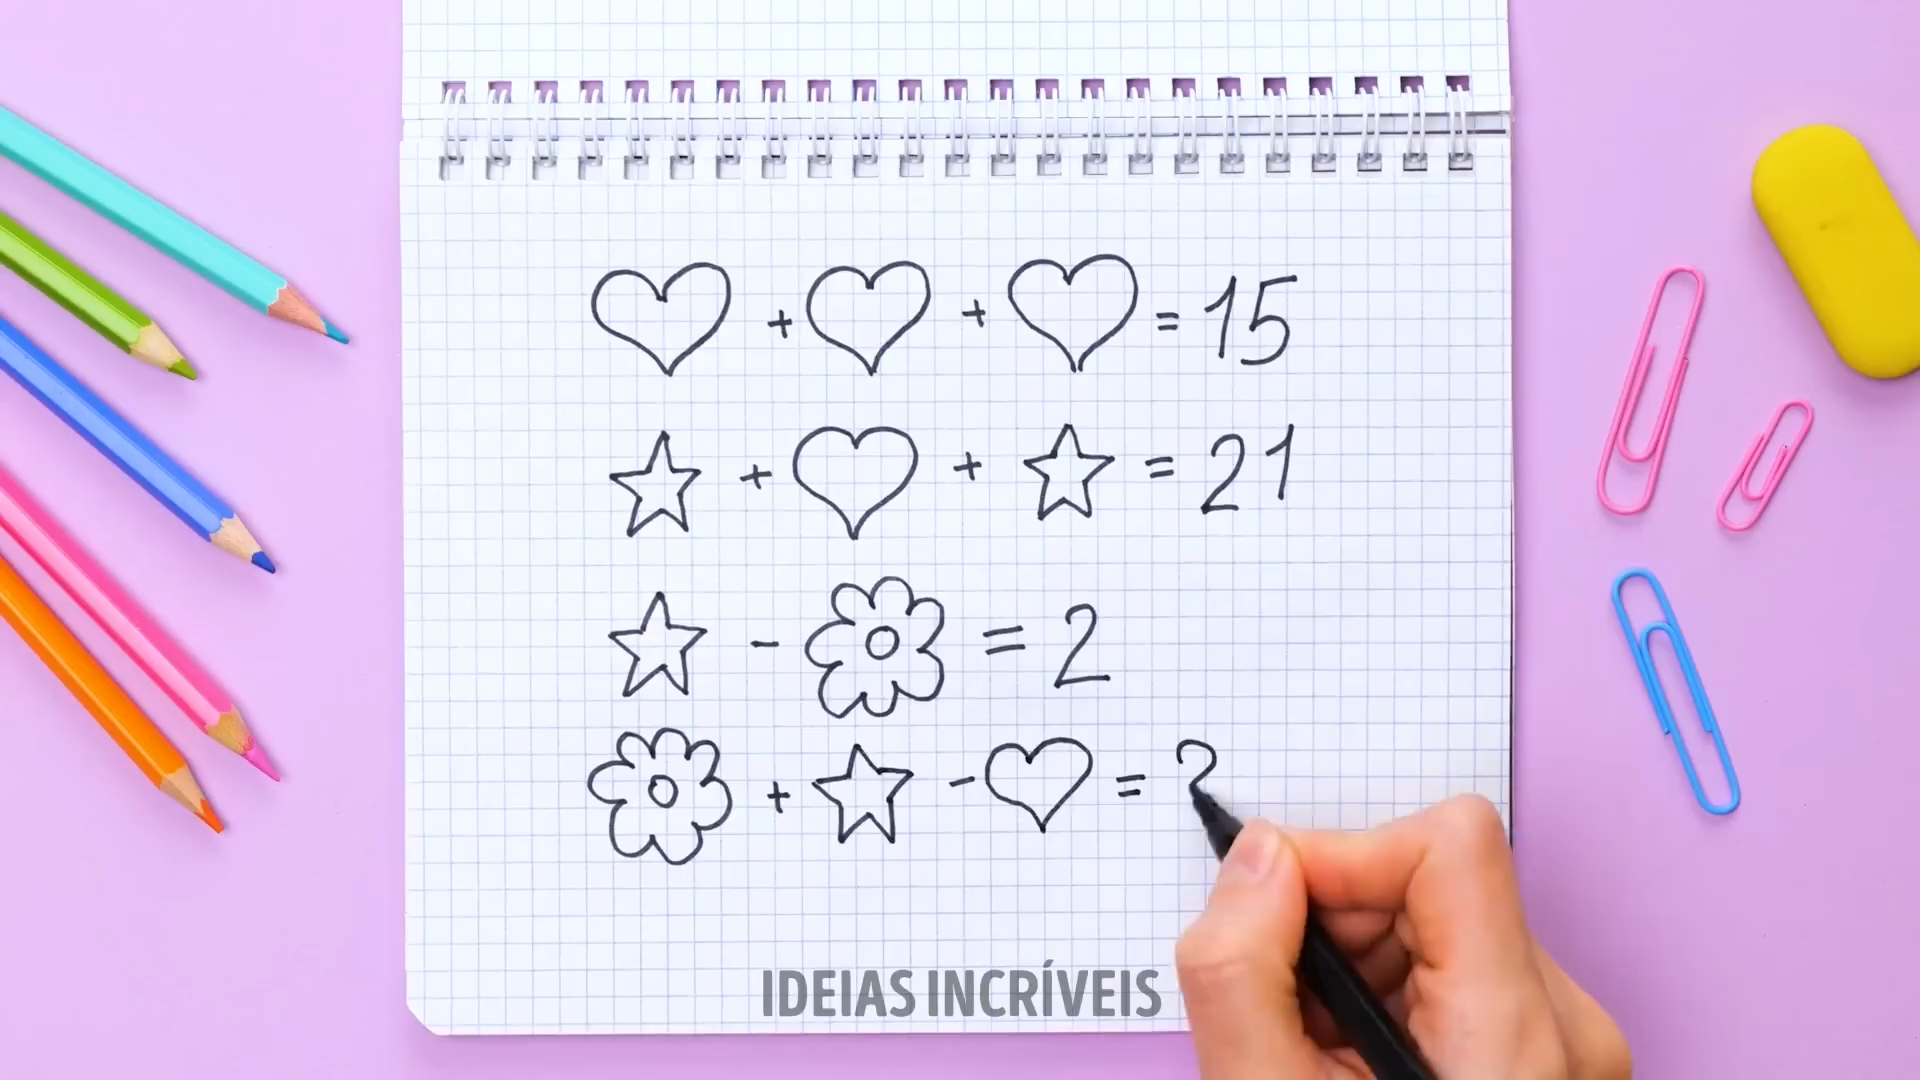 ♡ + ♡ + ♡ = 15
☆ + ♡ + ☆ = 21
☆ - ✿ = 2
✿ + ☆ - ♡ = ?
IDEIAS INCRÍVEIS